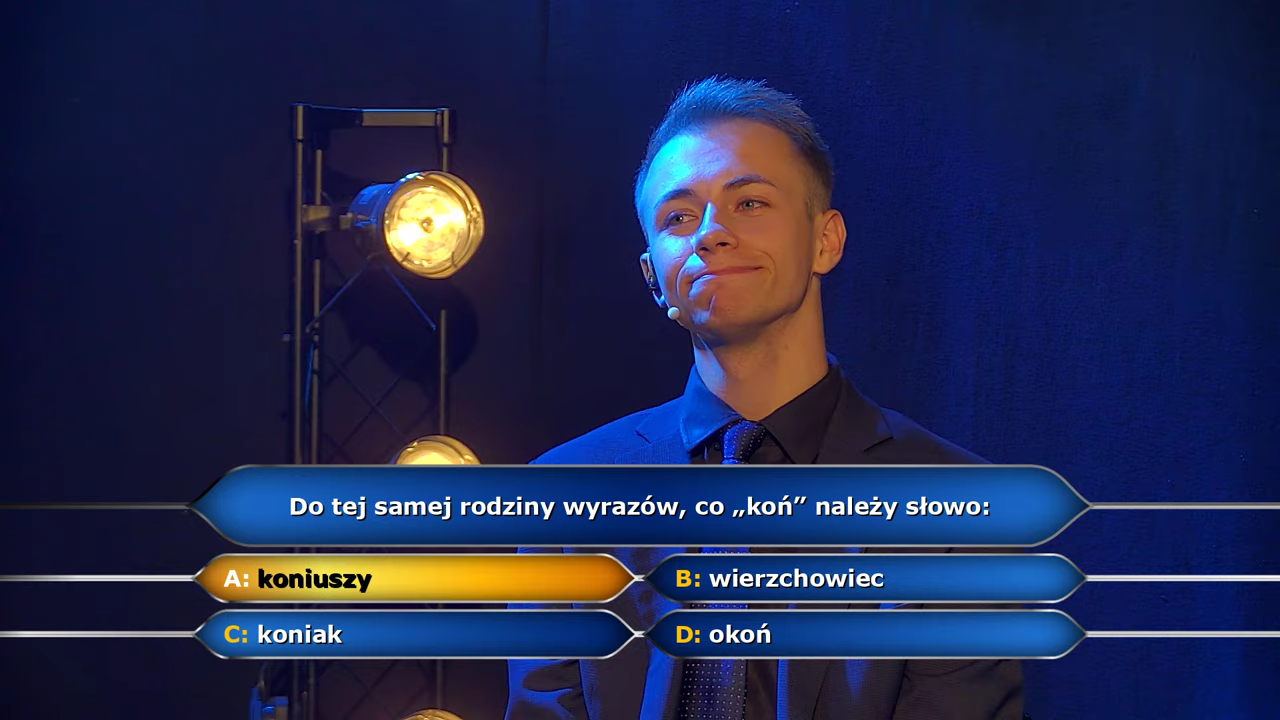 Do tej samej rodziny wyrazów, co „koń” należy słowo:
A: koniuszy
B: wierzchowiec
C: koniak
D: okoń